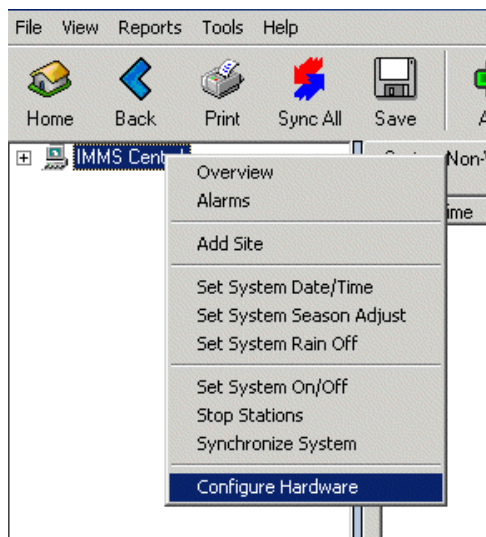 File View Reports Tools Help
Home Back Print Sync All Save
IMMS Central
Overview
Alarms
Add Site
Set System Date/Time
Set System Season Adjust
Set System Rain Off
Set System On/Off
Stop Stations
Synchronize System
Configure Hardware